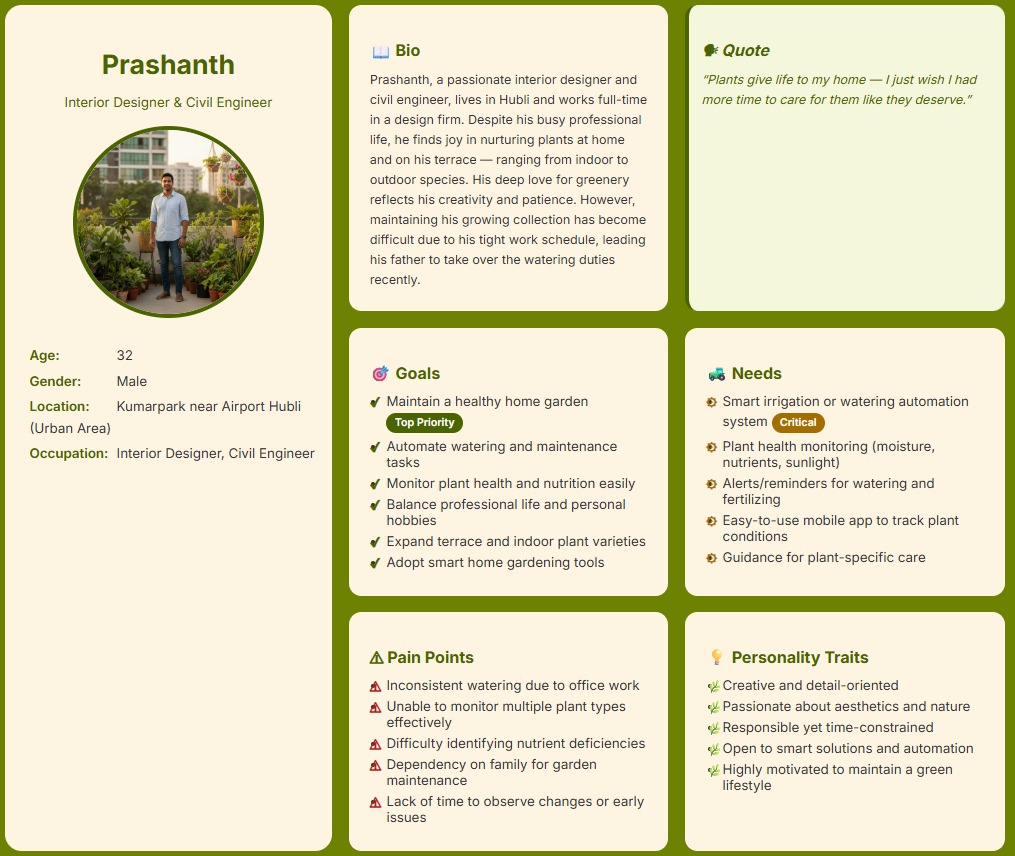 Prashanth
Interior Designer & Civil Engineer
Age: 32
Gender: Male
Location: Kumarpark near Airport Hubli
(Urban Area)
Occupation: Interior Designer, Civil Engineer
Bio
Prashanth, a passionate interior designer and
civil engineer, lives in Hubli and works full-time
in a design firm. Despite his busy professional
life, he finds joy in nurturing plants at home
and on his terrace — ranging from indoor to
outdoor species. His deep love for greenery
reflects his creativity and patience. However,
maintaining his growing collection has become
difficult due to his tight work schedule, leading
his father to take over the watering duties
recently.
Quote
“Plants give life to my home — I just wish I had
more time to care for them like they deserve.”
Goals
Maintain a healthy home garden
Top Priority
Automate watering and maintenance
tasks
Monitor plant health and nutrition easily
Balance professional life and personal
hobbies
Expand terrace and indoor plant varieties
Adopt smart home gardening tools
Needs
Smart irrigation or watering automation
system Critical
Plant health monitoring (moisture,
nutrients, sunlight)
Alerts/reminders for watering and
fertilizing
Easy-to-use mobile app to track plant
conditions
Guidance for plant-specific care
Pain Points
Inconsistent watering due to office work
Unable to monitor multiple plant types
effectively
Difficulty identifying nutrient deficiencies
Dependency on family for garden
maintenance
Lack of time to observe changes or early
issues
Personality Traits
Creative and detail-oriented
Passionate about aesthetics and nature
Responsible yet time-constrained
Open to smart solutions and automation
Highly motivated to maintain a green
lifestyle